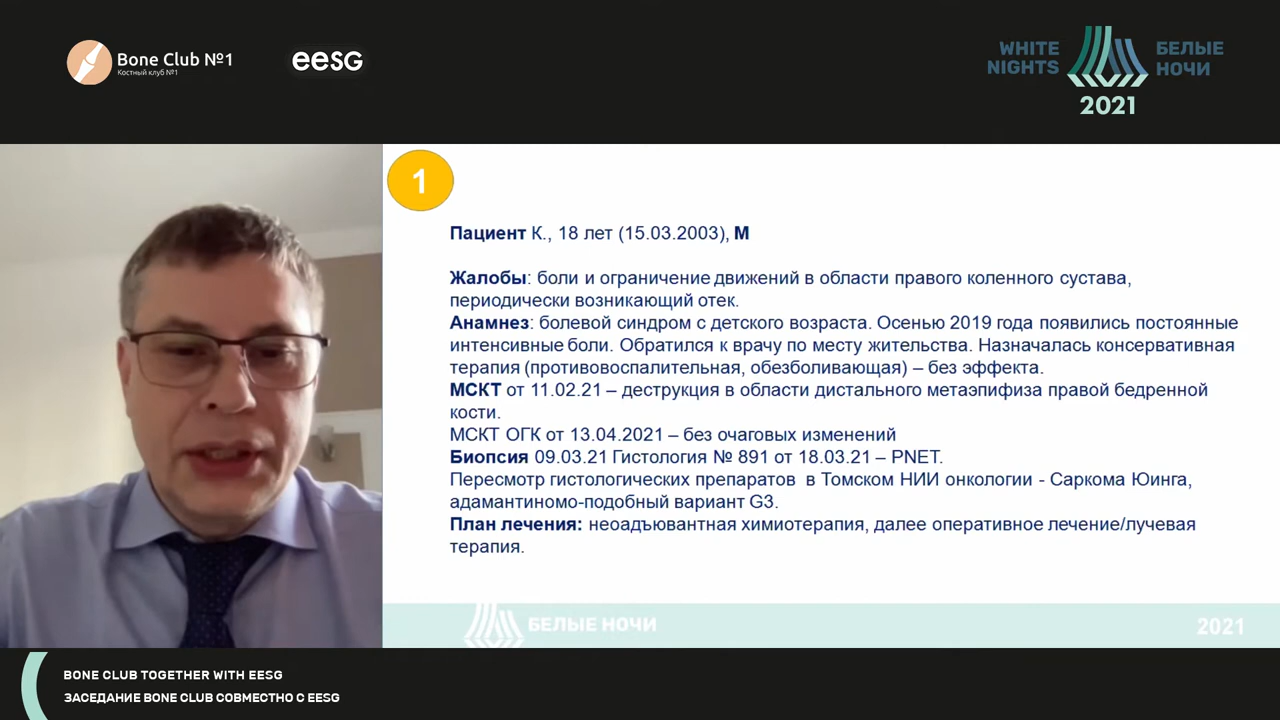 Bone Club №1
Костный клуб №1
eesg
WHITE
NIGHTS
БЕЛЫЕ
НОЧИ
2021
1
Пациент К., 18 лет (15.03.2003), М
Жалобы: боли и ограничение движений в области правого коленного сустава,
периодически возникающий отек.
Анамнез: болевой синдром с детского возраста. Осенью 2019 года появились постоянные
интенсивные боли. Обратился к врачу по месту жительства. Назначалась консервативная
терапия (противовоспалительная, обезболивающая) – без эффекта.
МСКТ от 11.02.21 – деструкция в области дистального метаэпифиза правой бедренной
кости.
МСКТ ОГК от 13.04.2021 – без очаговых изменений
Биопсия 09.03.21 Гистология № 891 от 18.03.21 – PNET.
Пересмотр гистологических препаратов в Томском НИИ онкологии - Саркома Юинга,
адамантиномо-подобный вариант G3.
План лечения: неоадъювантная химиотерапия, далее оперативное лечение/лучевая
терапия.
БЕЛЫЕ НОЧИ
2021
BONE CLUB TOGETHER WITH EESG
ЗАСЕДАНИЕ BONE CLUB СОВМЕСТНО С EESG